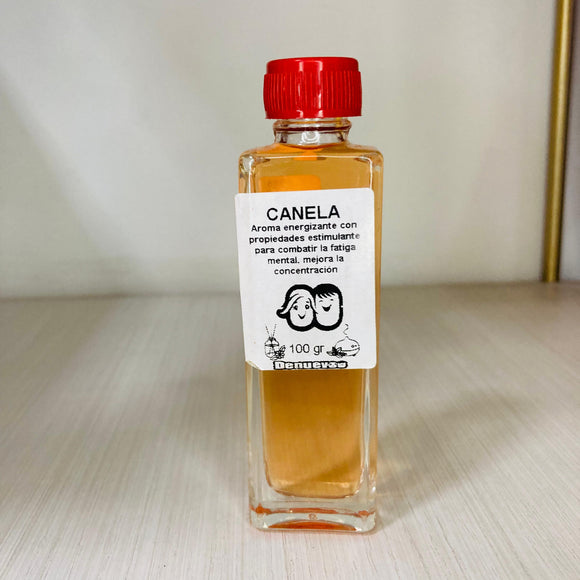 CANELA
Aroma energizante con
propiedades estimulante
para combatir la fatiga
mental, mejora la
concentración
100 gr